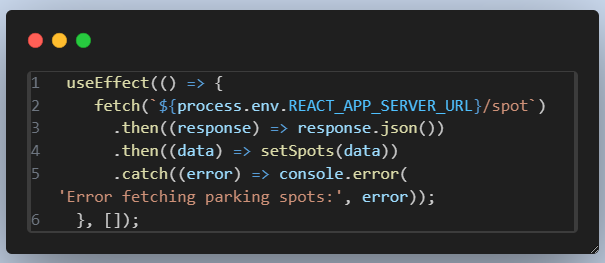 1 useEffect(() => {
2 fetch(`${process.env.REACT_APP_SERVER_URL}/spot`)
3 .then((response) => response.json())
4 .then((data) => setSpots(data))
5 .catch((error) => console.error(
'Error fetching parking spots:', error));
6 }, []);